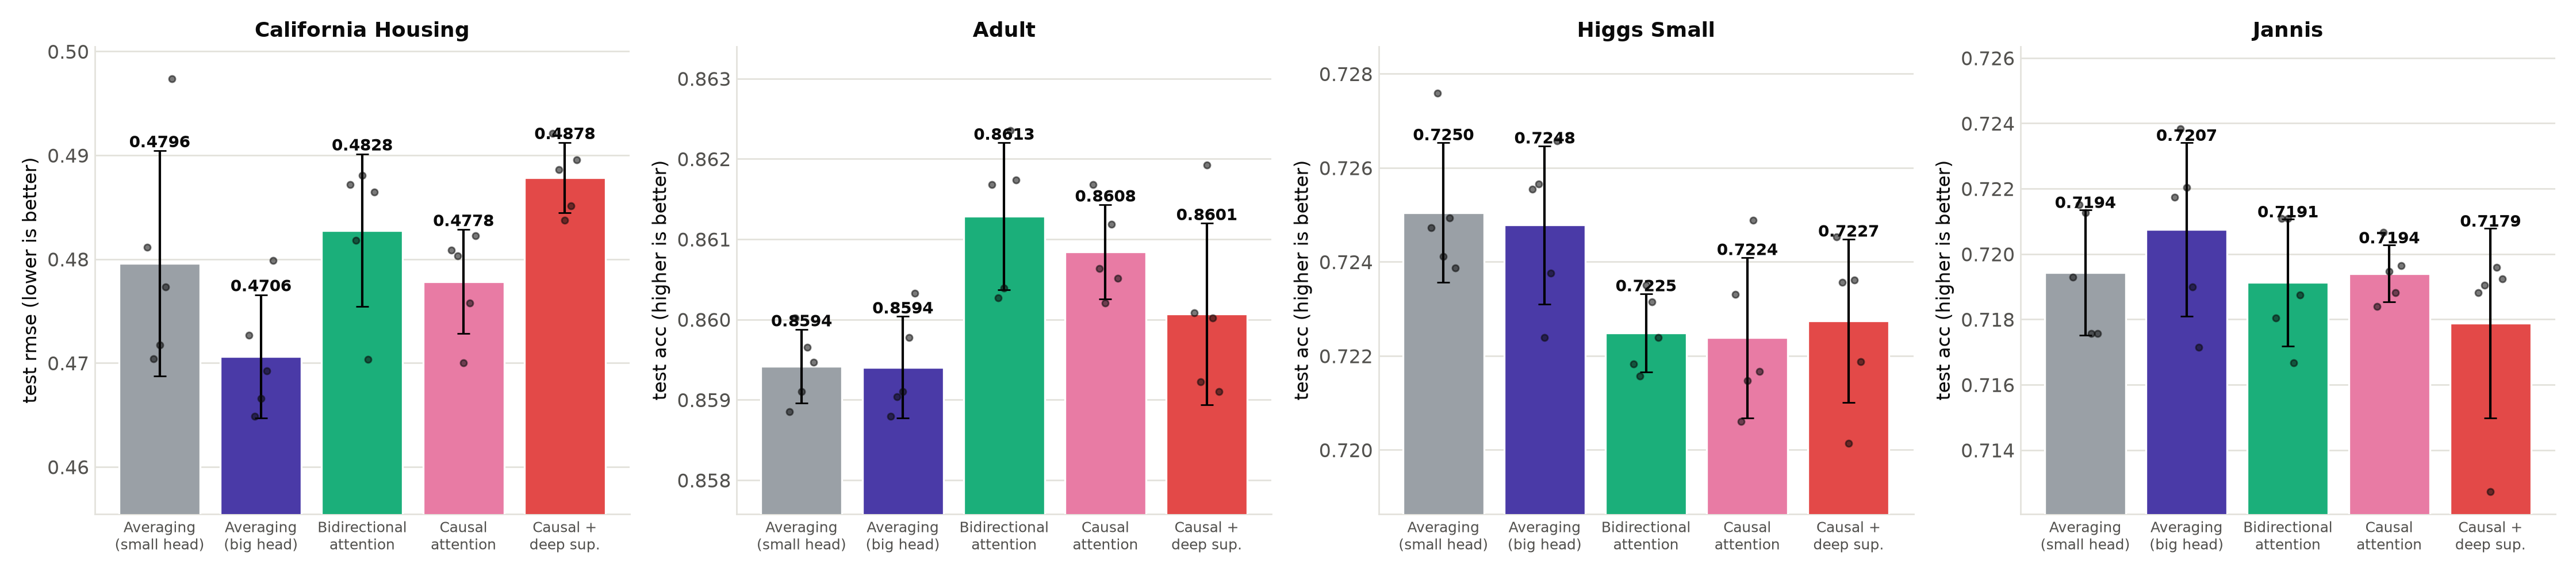 California Housing
test rmse (lower is better)
0.50
0.49
0.48
0.47
0.46
0.4796
0.4706
0.4828
0.4778
0.4878
Averaging
(small head)
Averaging
(big head)
Bidirectional
attention
Causal
attention
Causal +
deep sup.
Adult
test acc (higher is better)
0.863
0.862
0.861
0.860
0.859
0.858
0.8594
0.8594
0.8613
0.8608
0.8601
Averaging
(small head)
Averaging
(big head)
Bidirectional
attention
Causal
attention
Causal +
deep sup.
Higgs Small
test acc (higher is better)
0.728
0.726
0.724
0.722
0.720
0.7250
0.7248
0.7225
0.7224
0.7227
Averaging
(small head)
Averaging
(big head)
Bidirectional
attention
Causal
attention
Causal +
deep sup.
Jannis
test acc (higher is better)
0.726
0.724
0.722
0.720
0.718
0.716
0.714
0.7194
0.7207
0.7191
0.7194
0.7179
Averaging
(small head)
Averaging
(big head)
Bidirectional
attention
Causal
attention
Causal +
deep sup.